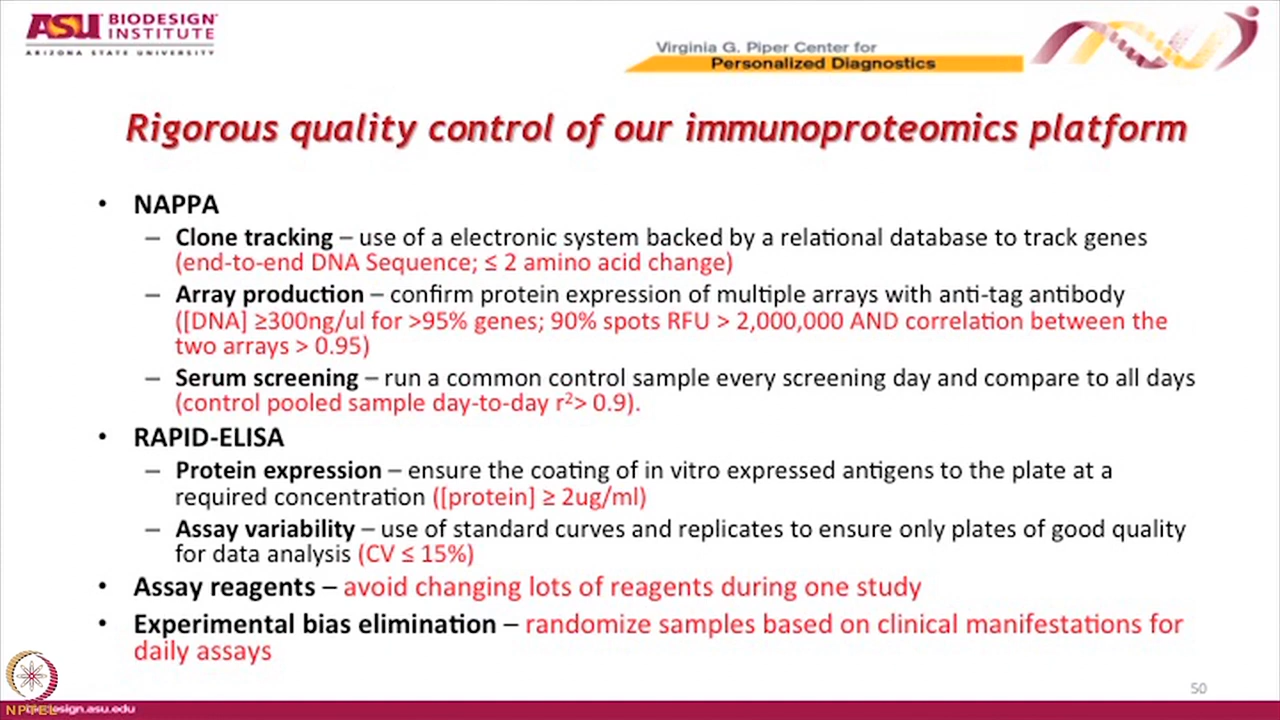 ASU BIODESIGN INSTITUTE
ARIZONA STATE UNIVERSITY
Virginia G. Piper Center for
Personalized Diagnostics
Rigorous quality control of our immunoproteomics platform
• NAPPA
– Clone tracking – use of a electronic system backed by a relational database to track genes
(end-to-end DNA Sequence; ≤ 2 amino acid change)
– Array production – confirm protein expression of multiple arrays with anti-tag antibody
([DNA] ≥300ng/ul for >95% genes; 90% spots RFU > 2,000,000 AND correlation between the
two arrays > 0.95)
– Serum screening – run a common control sample every screening day and compare to all days
(control pooled sample day-to-day r²> 0.9).
• RAPID-ELISA
– Protein expression – ensure the coating of in vitro expressed antigens to the plate at a
required concentration ([protein] ≥ 2ug/ml)
– Assay variability – use of standard curves and replicates to ensure only plates of good quality
for data analysis (CV ≤ 15%)
• Assay reagents – avoid changing lots of reagents during one study
• Experimental bias elimination – randomize samples based on clinical manifestations for
daily assays
50
NPTEL
design.asu.edu